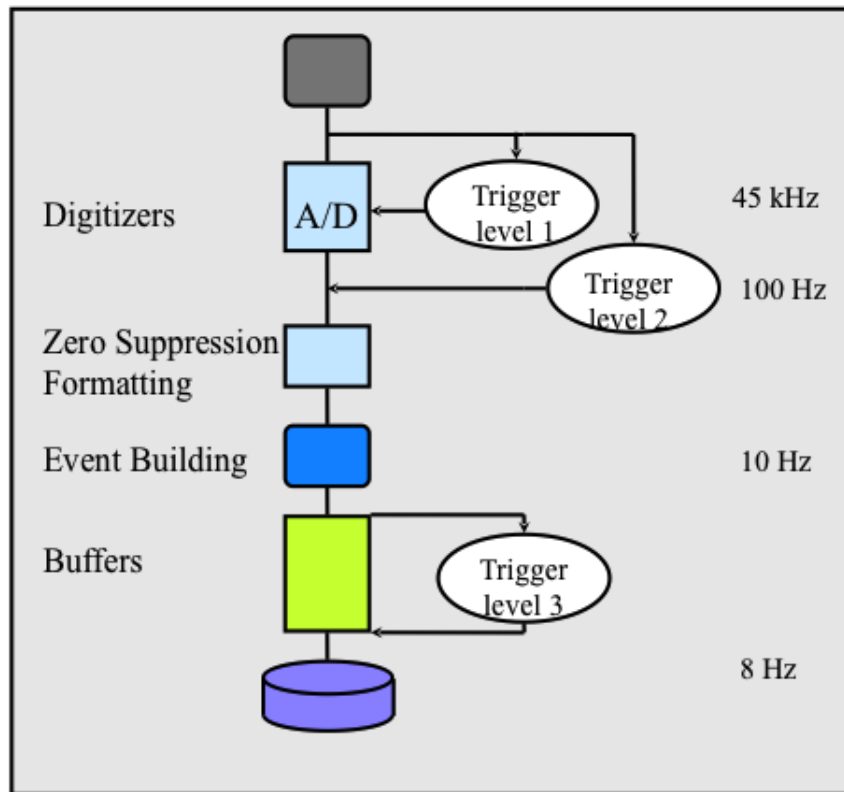 Digitizers
A/D
Trigger
level 1
45 kHz
Trigger
level 2
100 Hz
Zero Suppression
Formatting
Event Building
10 Hz
Buffers
Trigger
level 3
8 Hz